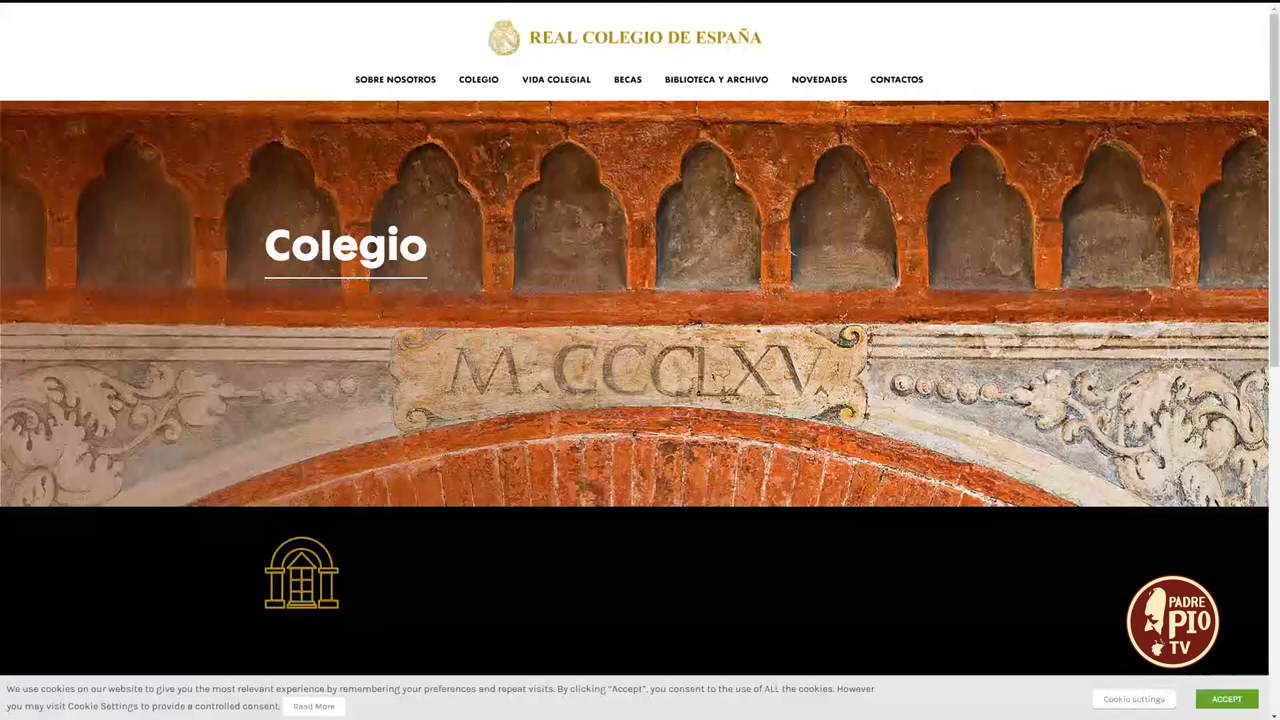 REAL COLEGIO DE ESPAÑA
SOBRE NOSOTROS COLEGIO VIDA COLEGIAL BECAS BIBLIOTECA Y ARCHIVO NOVEDADES CONTACTOS
Colegio
M.CCCLXV.
PADRE
PIO
TV
We use cookies on our website to give you the most relevant experience by remembering your preferences and repeat visits. By clicking “Accept”, you consent to the use of ALL the cookies. However
you may visit Cookie Settings to provide a controlled consent. Read More
Cookie Settings ACCEPT